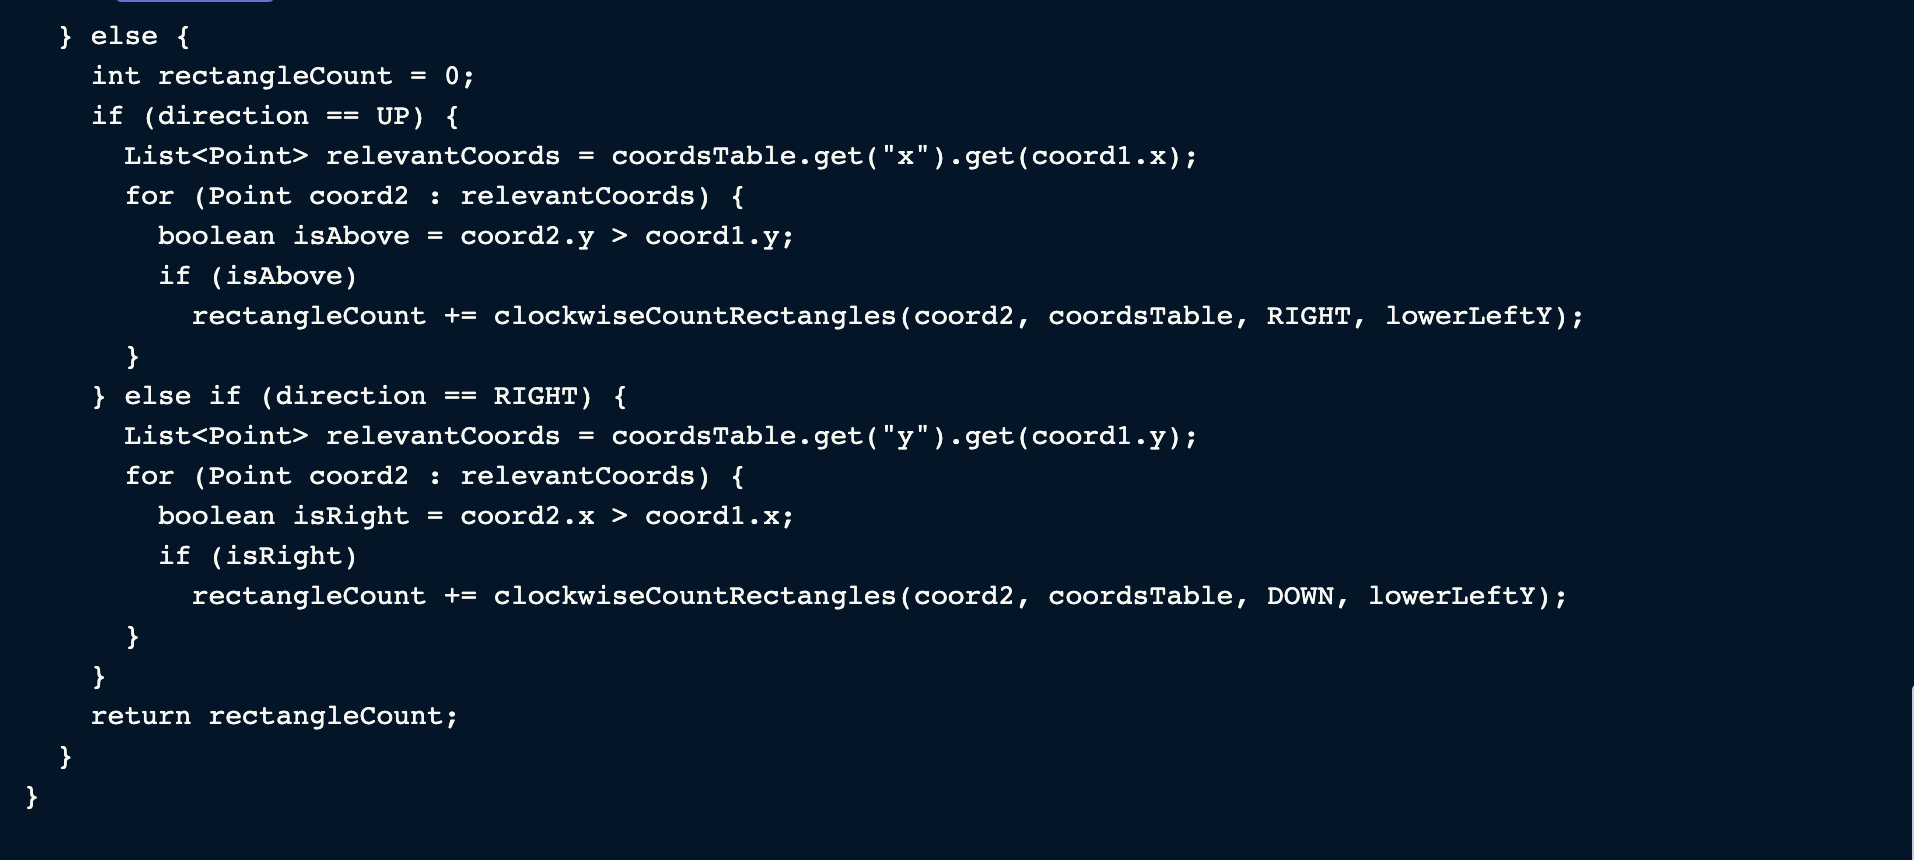 } else {
int rectangleCount = 0;
if (direction == UP) {
List<Point> relevantCoords = coordsTable.get("x").get(coord1.x);
for (Point coord2 : relevantCoords) {
boolean isAbove = coord2.y > coord1.y;
if (isAbove)
rectangleCount += clockwiseCountRectangles(coord2, coordsTable, RIGHT, lowerLeftY);
}
} else if (direction == RIGHT) {
List<Point> relevantCoords = coordsTable.get("y").get(coord1.y);
for (Point coord2 : relevantCoords) {
boolean isRight = coord2.x > coord1.x;
if (isRight)
rectangleCount += clockwiseCountRectangles(coord2, coordsTable, DOWN, lowerLeftY);
}
}
return rectangleCount;
}
}